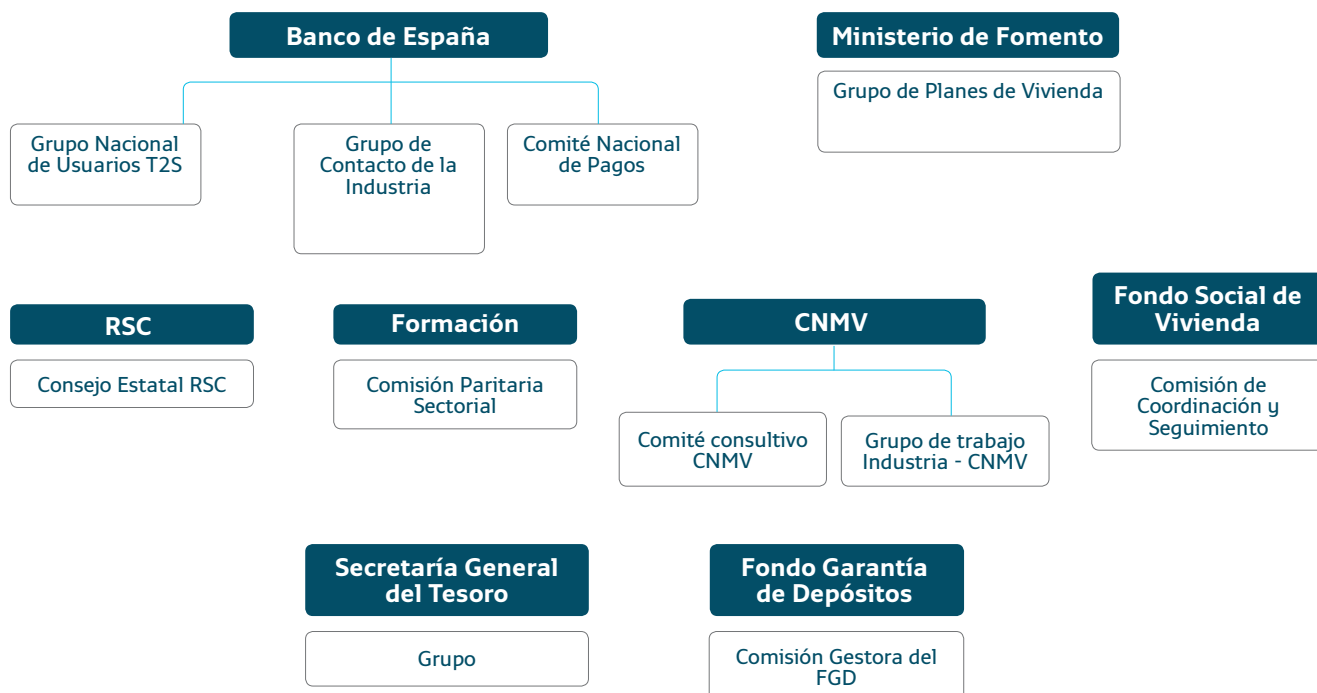 Banco de España
Ministerio de Fomento
Grupo de Planes de Vivienda
Grupo Nacional
de Usuarios T2S
Grupo de
Contacto de la
Industria
Comité Nacional
de Pagos
RSC
Consejo Estatal RSC
Formación
Comisión Paritaria
Sectorial
CNMV
Comité consultivo
CNMV
Grupo de trabajo
Industria - CNMV
Fondo Social de
Vivienda
Comisión de
Coordinación y
Seguimiento
Secretaría General
del Tesoro
Grupo
Fondo Garantía
de Depósitos
Comisión Gestora del
FGD